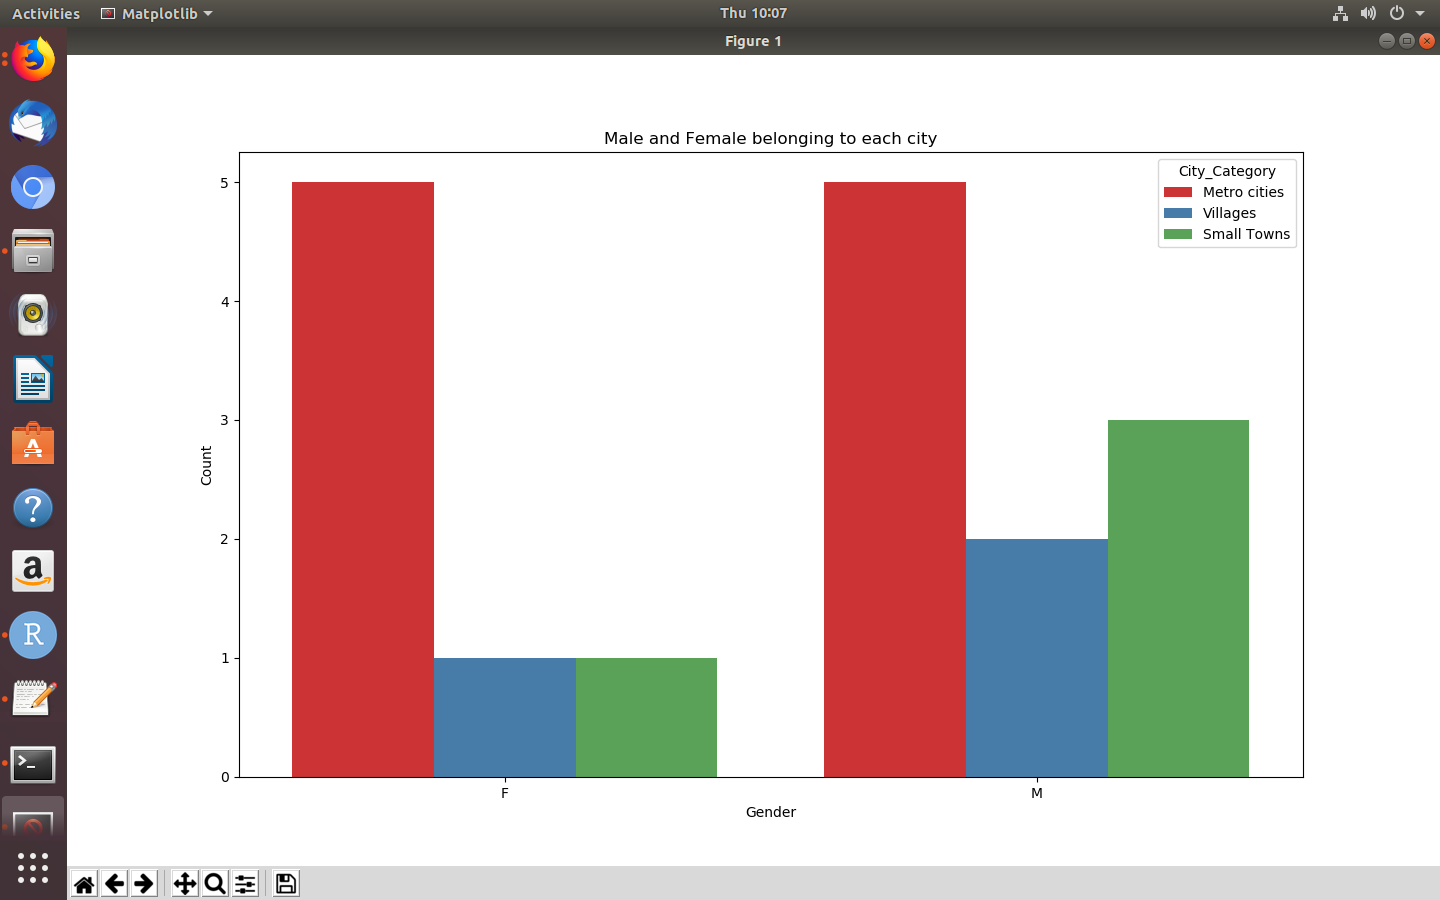 Activities
Matplotlib
Thu 10:07
Figure 1
Male and Female belonging to each city
City_Category
Metro cities
Villages
Small Towns
5
4
3
2
1
0
Count
F
M
Gender